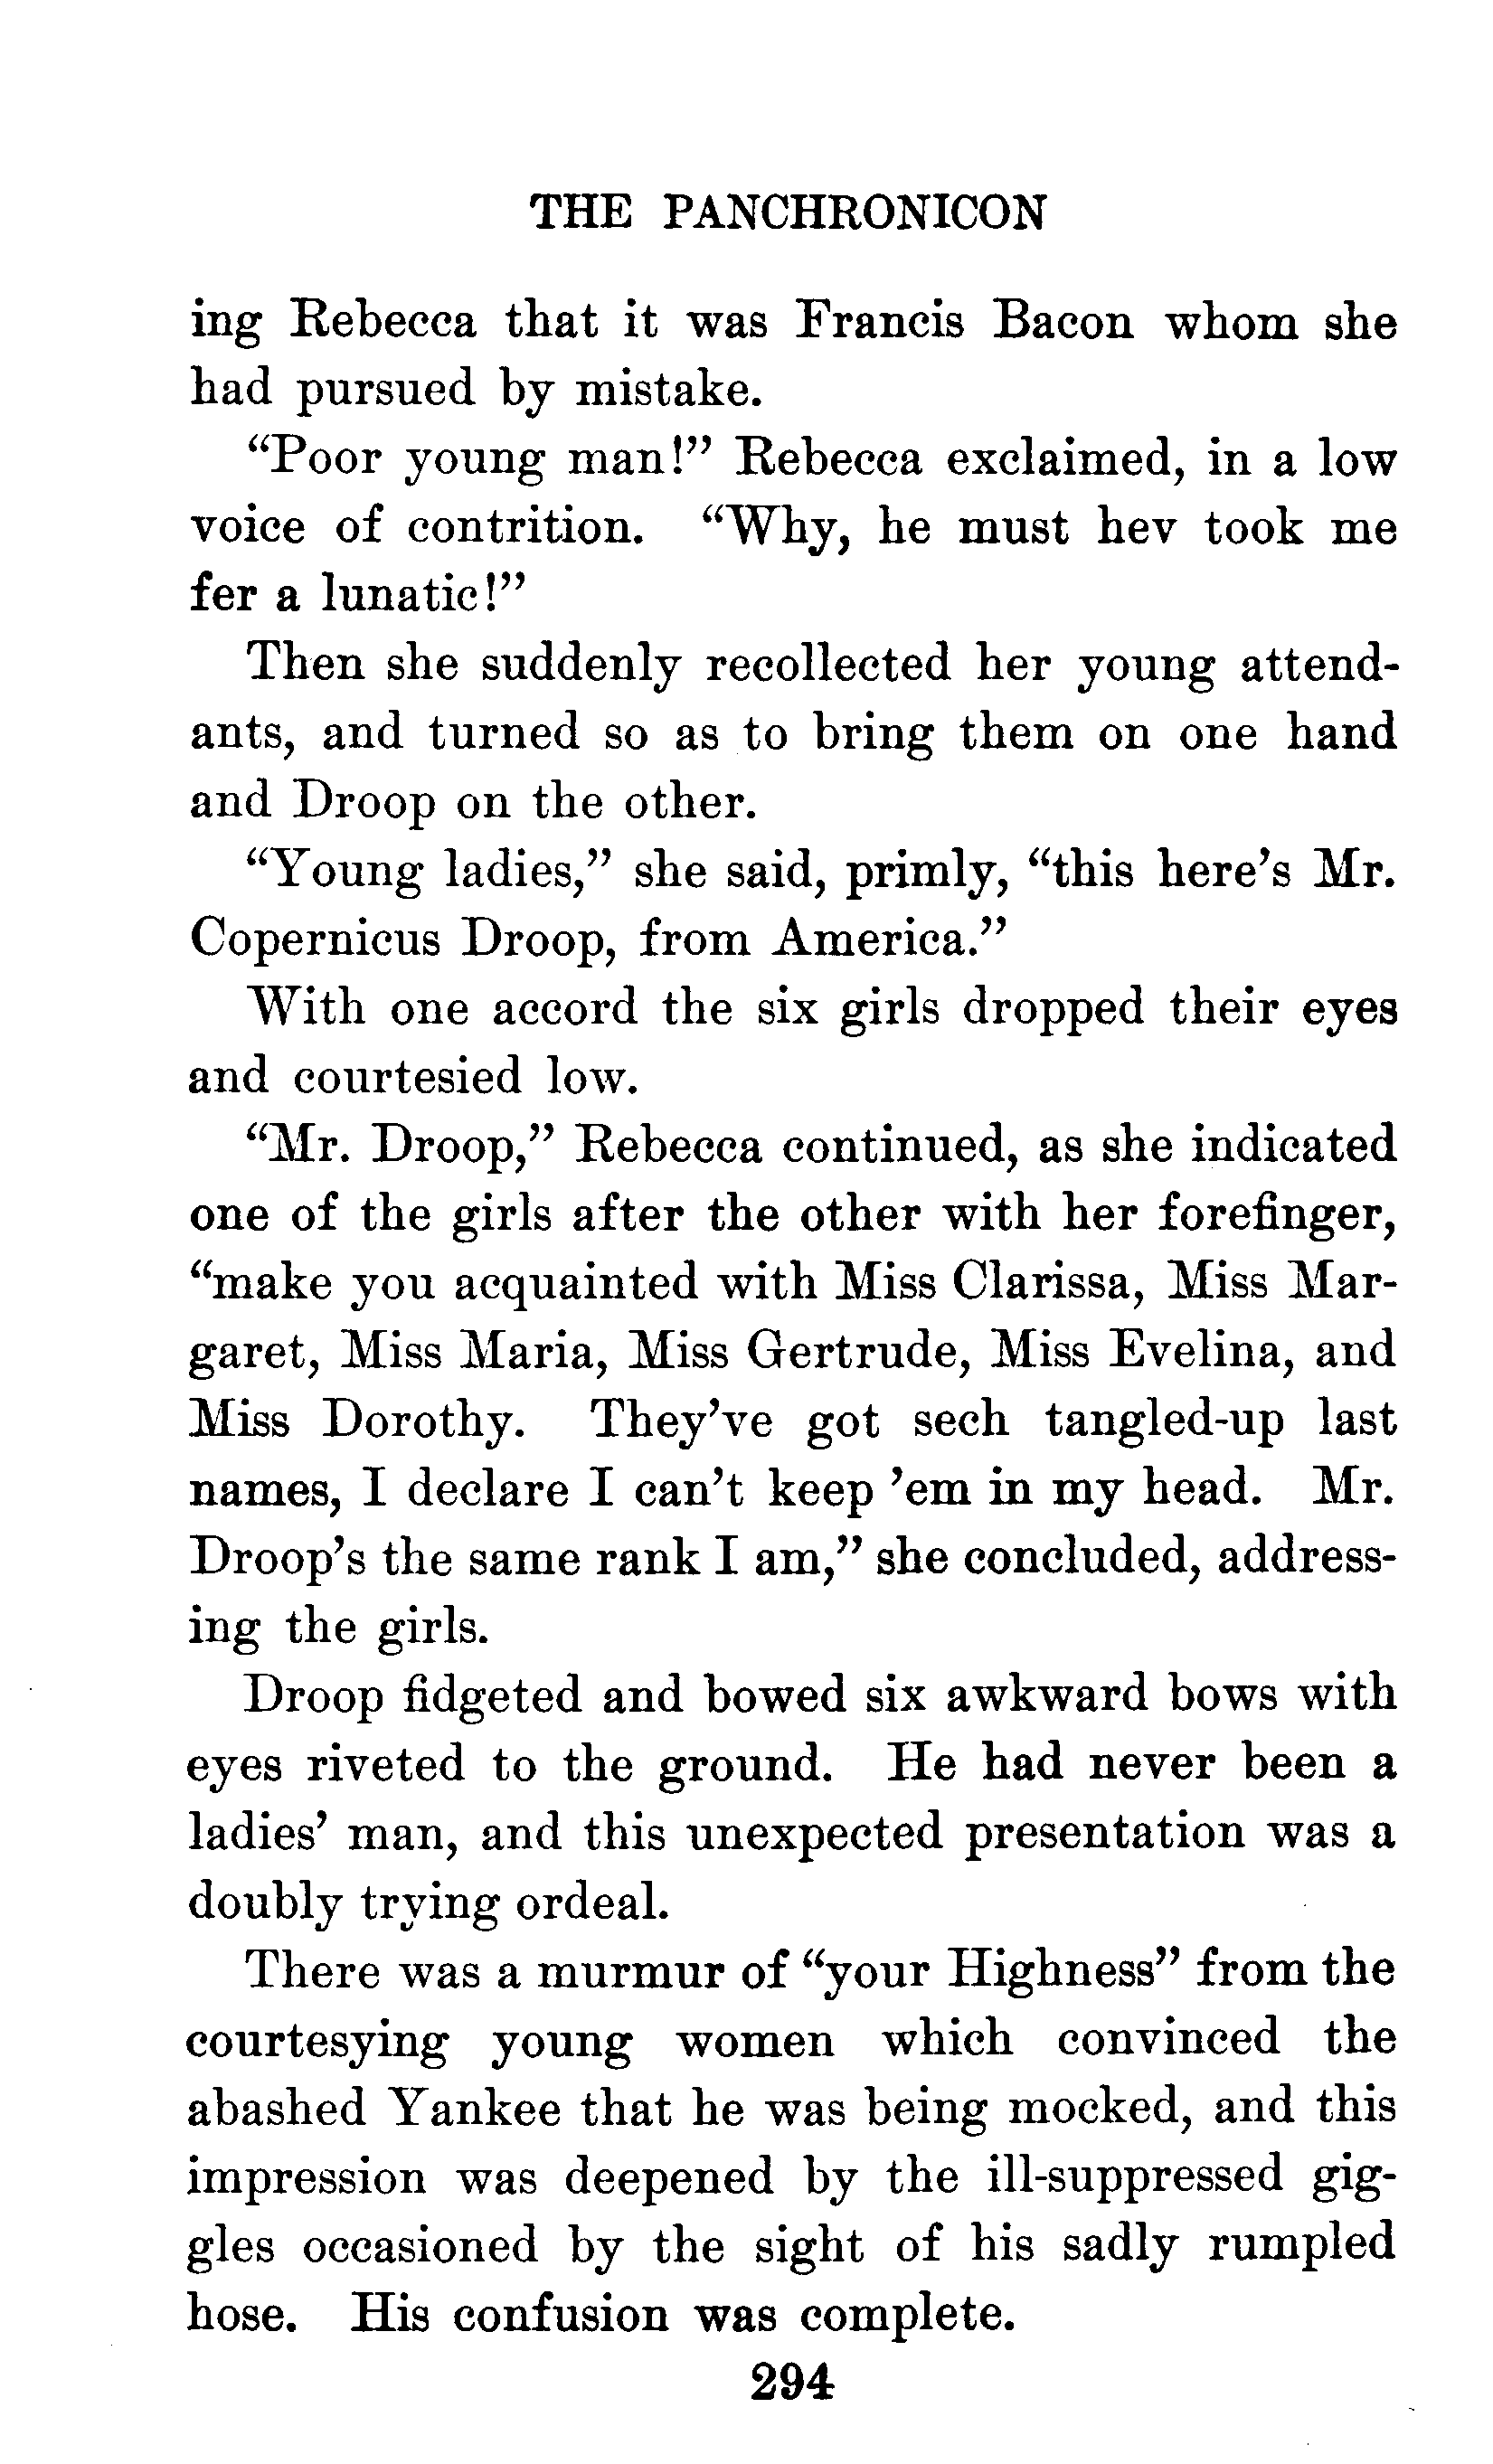 THE PANCHRONICON
ing Rebecca that it was Francis Bacon whom she
had pursued by mistake.
“Poor young man!” Rebecca exclaimed, in a low
voice of contrition. “Why, he must hev took me
fer a lunatic!”
Then she suddenly recollected her young attend-
ants, and turned so as to bring them on one hand
and Droop on the other.
“Young ladies,” she said, primly, “this here’s Mr.
Copernicus Droop, from America.”
With one accord the six girls dropped their eyes
and courtesied low.
“Mr. Droop,” Rebecca continued, as she indicated
one of the girls after the other with her forefinger,
“make you acquainted with Miss Clarissa, Miss Mar-
garet, Miss Maria, Miss Gertrude, Miss Evelina, and
Miss Dorothy. They’ve got sech tangled-up last
names, I declare I can’t keep ’em in my head. Mr.
Droop’s the same rank I am,” she concluded, address-
ing the girls.
Droop fidgeted and bowed six awkward bows with
eyes riveted to the ground. He had never been a
ladies’ man, and this unexpected presentation was a
doubly trying ordeal.
There was a murmur of “your Highness” from the
courtesying young women which convinced the
abashed Yankee that he was being mocked, and this
impression was deepened by the ill-suppressed gig-
gles occasioned by the sight of his sadly rumpled
hose. His confusion was complete.
294